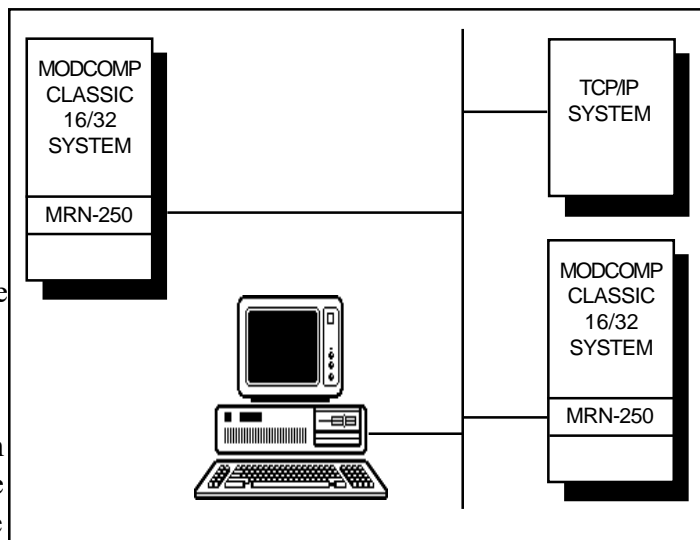 MODCOMP
CLASSIC
16/32
SYSTEM
MRN-250
TCP/IP
SYSTEM
MODCOMP
CLASSIC
16/32
SYSTEM
MRN-250